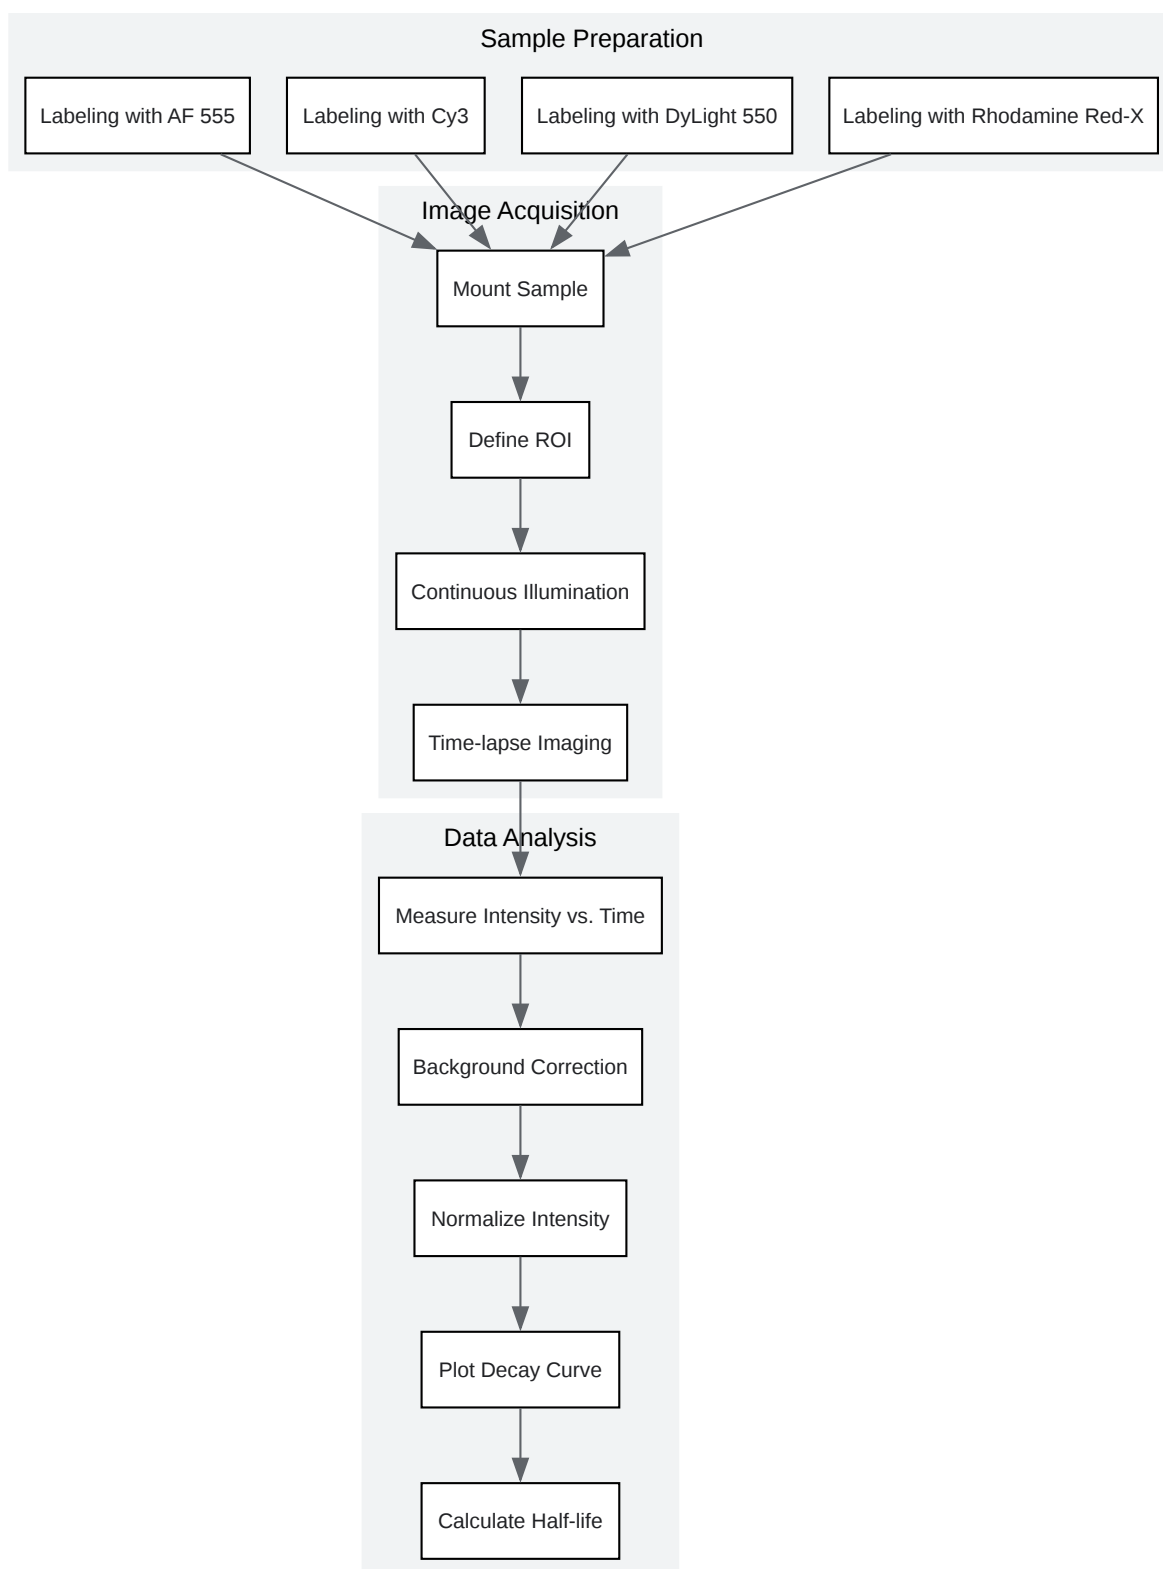 Sample Preparation
Labeling with AF 555
Labeling with Cy3
Labeling with DyLight 550
Labeling with Rhodamine Red-X
Image Acquisition
Mount Sample
Define ROI
Continuous Illumination
Time-lapse Imaging
Data Analysis
Measure Intensity vs. Time
Background Correction
Normalize Intensity
Plot Decay Curve
Calculate Half-life